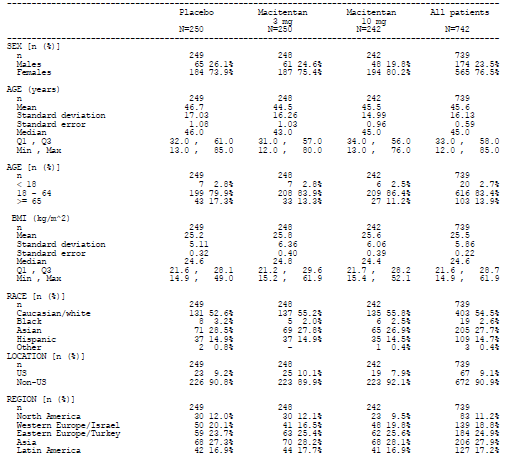 Placebo Macitentan Macitentan All patients
3 mg 10 mg
N=250 N=250 N=242 N=742
SEX [n (%)]
n 249 248 242 739
Males 65 26.1% 61 24.6% 48 19.8% 174 23.5%
Females 184 73.9% 187 75.4% 194 80.2% 565 76.5%
AGE (years)
n 249 248 242 739
Mean 46.7 44.5 45.5 45.6
Standard deviation 17.03 16.26 14.99 16.13
Standard error 1.08 1.03 0.96 0.59
Median 46.0 43.0 45.0 45.0
Q1 , Q3 32.0 , 61.0 31.0 , 57.0 34.0 , 56.0 33.0 , 58.0
Min , Max 13.0 , 85.0 12.0 , 80.0 13.0 , 76.0 12.0 , 85.0
AGE [n (%)]
n 249 248 242 739
< 18 7 2.8% 7 2.8% 6 2.5% 20 2.7%
18 - 64 199 79.9% 208 83.9% 209 86.4% 616 83.4%
>= 65 43 17.3% 33 13.3% 27 11.2% 103 13.9%
BMI (kg/m^2)
n 249 248 242 739
Mean 25.2 25.8 25.6 25.5
Standard deviation 5.11 6.36 6.06 5.86
Standard error 0.32 0.40 0.39 0.22
Median 24.6 24.8 24.4 24.6
Q1 , Q3 21.6 , 28.1 21.2 , 29.6 21.7 , 28.2 21.6 , 28.7
Min , Max 14.9 , 49.0 15.2 , 61.9 15.4 , 52.1 14.9 , 61.9
RACE [n (%)]
n 249 248 242 739
Caucasian/white 131 52.6% 137 55.2% 135 55.8% 403 54.5%
Black 8 3.2% 5 2.0% 6 2.5% 19 2.6%
Asian 71 28.5% 69 27.8% 65 26.9% 205 27.7%
Hispanic 37 14.9% 37 14.9% 35 14.5% 109 14.7%
Other 2 0.8% - 1 0.4% 3 0.4%
LOCATION [n (%)]
n 249 248 242 739
US 23 9.2% 25 10.1% 19 7.9% 67 9.1%
Non-US 226 90.8% 223 89.9% 223 92.1% 672 90.9%
REGION [n (%)]
n 249 248 242 739
North America 30 12.0% 30 12.1% 23 9.5% 83 11.2%
Western Europe/Israel 50 20.1% 41 16.5% 48 19.8% 139 18.8%
Eastern Europe/Turkey 59 23.7% 63 25.4% 62 25.6% 184 24.9%
Asia 68 27.3% 70 28.2% 68 28.1% 206 27.9%
Latin America 42 16.9% 44 17.7% 41 16.9% 127 17.2%